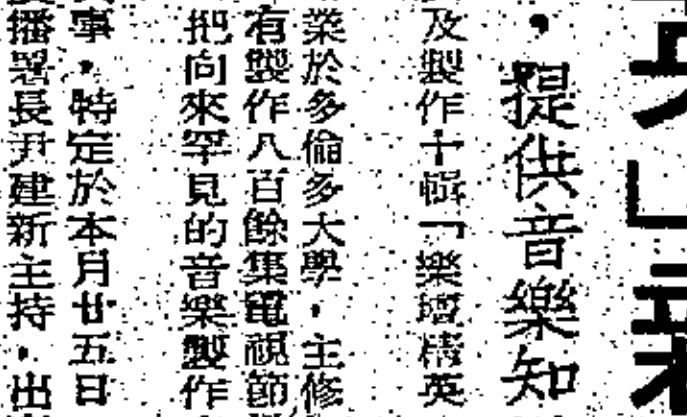 ，提供音樂知
及製作十輯「樂壇精英
業於多倫多大學，主修
有製作八百餘集電視節
把向來罕見的音樂製作
事，特定於本月廿五日
播署長尹建新主持，出